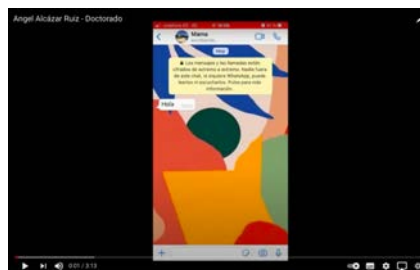 Angel Alcázar Ruiz - Doctorado
Mama
Hoy
Los mensajes y las llamadas están
cifrados de extremo a extremo. Nadie fuera
de este chat, ni siquiera WhatsApp, puede
leerlos ni escucharlos. Pulsa para más
información.
Hola
0:01 / 3:13